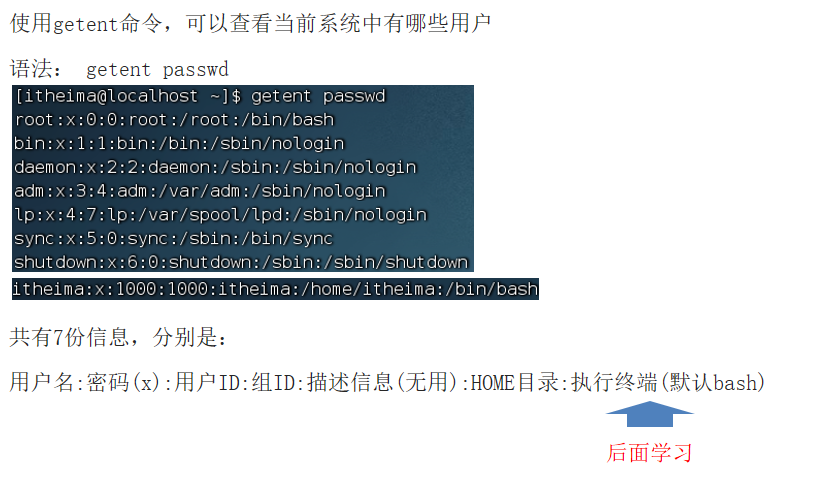 使用getent命令，可以查看当前系统中有哪些用户
语法： getent passwd
[itheima@localhost ~]$ getent passwd
root:x:0:0:root:/root:/bin/bash
bin:x:1:1:bin:/bin:/sbin/nologin
daemon:x:2:2:daemon:/sbin:/sbin/nologin
adm:x:3:4:adm:/var/adm:/sbin/nologin
lp:x:4:7:lp:/var/spool/lpd:/sbin/nologin
sync:x:5:0:sync:/sbin:/bin/sync
shutdown:x:6:0:shutdown:/sbin:/sbin/shutdown
itheima:x:1000:1000:itheima:/home/itheima:/bin/bash
共有7份信息，分别是：
用户名:密码(x):用户ID:组ID:描述信息(无用):HOME目录:执行终端(默认bash)
后面学习